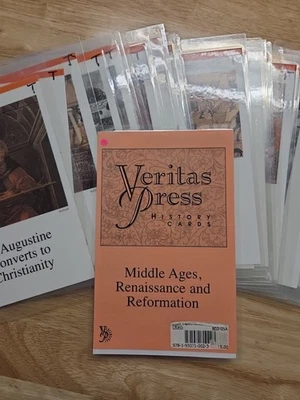 Veritas
Press
HISTORY
CARDS
Middle Ages,
Renaissance and
Reformation
Augustine
Converts to
Christianity